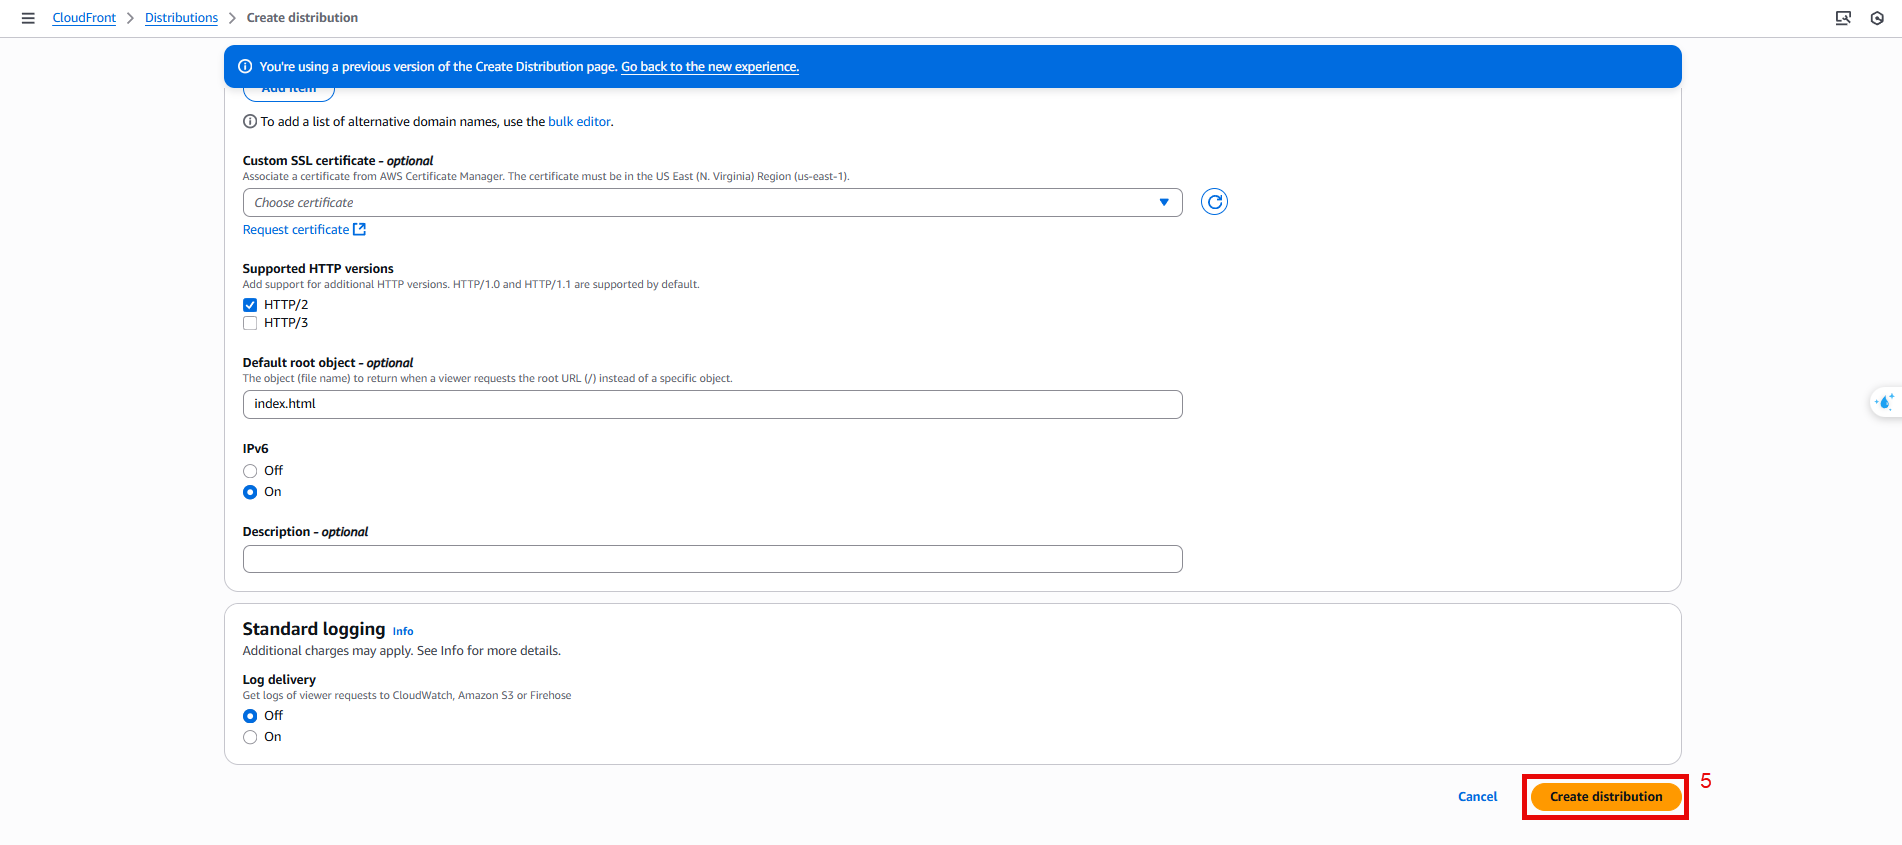 CloudFront > Distributions > Create distribution
You're using a previous version of the Create Distribution page. Go back to the new experience.
Add item
To add a list of alternative domain names, use the bulk editor.
Custom SSL certificate - optional
Associate a certificate from AWS Certificate Manager. The certificate must be in the US East (N. Virginia) Region (us-east-1).
Choose certificate
Request certificate
Supported HTTP versions
Add support for additional HTTP versions. HTTP/1.0 and HTTP/1.1 are supported by default.
HTTP/2
HTTP/3
Default root object - optional
The object (file name) to return when a viewer requests the root URL (/) instead of a specific object.
index.html
IPv6
Off
On
Description - optional
Standard logging Info
Additional charges may apply. See Info for more details.
Log delivery
Get logs of viewer requests to CloudWatch, Amazon S3 or Firehose
Off
On
Cancel Create distribution 5